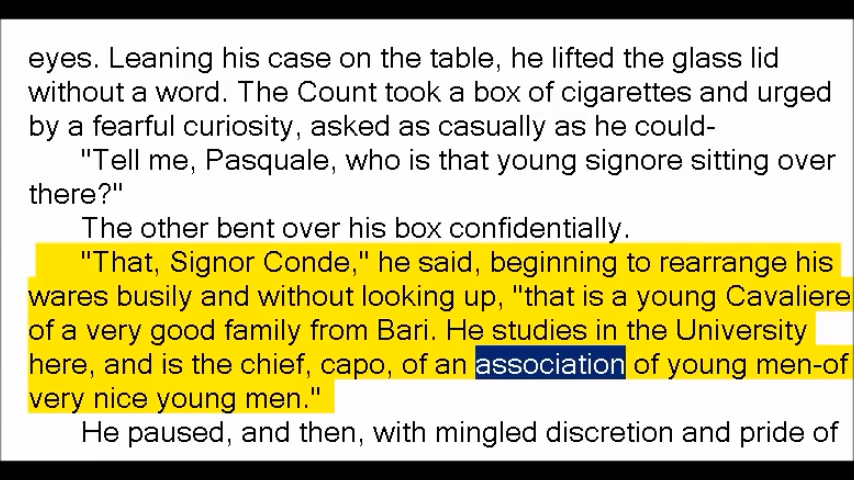 eyes. Leaning his case on the table, he lifted the glass lid
without a word. The Count took a box of cigarettes and urged
by a fearful curiosity, asked as casually as he could-
"Tell me, Pasquale, who is that young signore sitting over
there?"
The other bent over his box confidentially.
"That, Signor Conde," he said, beginning to rearrange his
wares busily and without looking up, "that is a young Cavaliere
of a very good family from Bari. He studies in the University
here, and is the chief, capo, of an association of young men-of
very nice young men."
He paused, and then, with mingled discretion and pride of